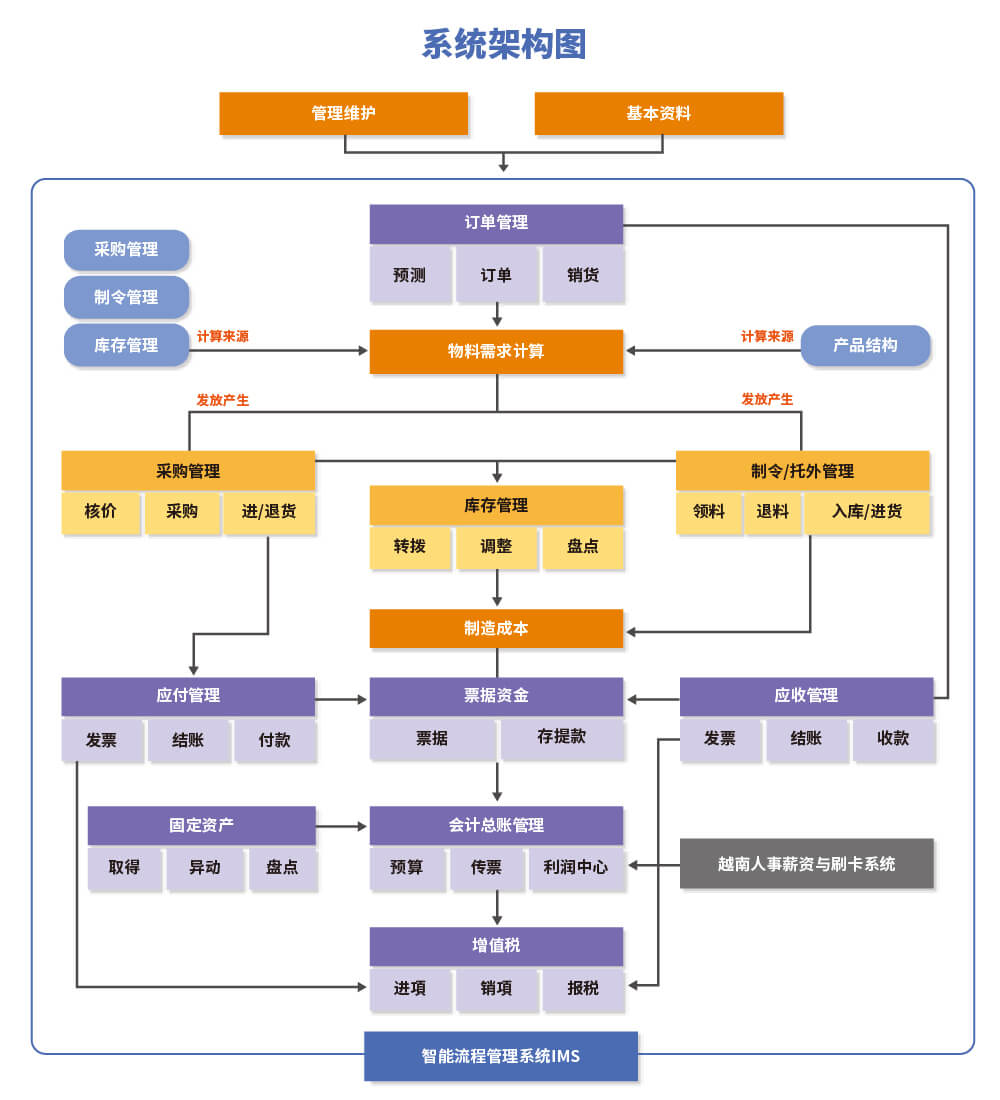 系统架构图
管理维护
基本资料
订单管理
预测
订单
销货
采购管理
制令管理
库存管理
计算来源
物料需求计算
计算来源
产品结构
发放产生
发放产生
采购管理
核价
采购
进/退货
库存管理
转拨
调整
盘点
制令/托外管理
领料
退料
入库/进货
制造成本
应付管理
发票
结账
付款
票据资金
票据
存提款
应收管理
发票
结账
收款
固定资产
取得
异动
盘点
会计总账管理
预算
传票
利润中心
越南人事薪资与刷卡系统
增值税
进項
销項
报税
智能流程管理系统IMS